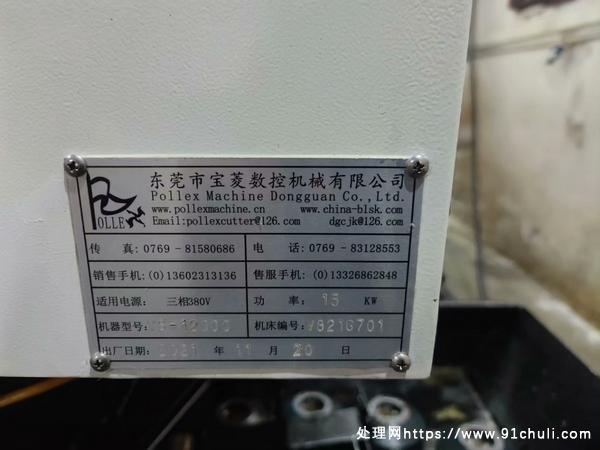 东莞市宝菱数控机械有限公司
Pollex Machine Dongguan Co.,Ltd.
www.pollexmachine.cn www.china-blsk.com
Email:pollexcutter@126.com dgcjk@126.com
POLLEX
传 真:0769-81580686 电 话:0769-83128553
销售手机:(0)13602313136 售服手机:(0)13326862848
适用电源: 三相380V 功 率: 15 KW
机器型号: 机床编号:
出厂日期: 2021 年 11 月 20 日
处理网https://www.91chuli.com